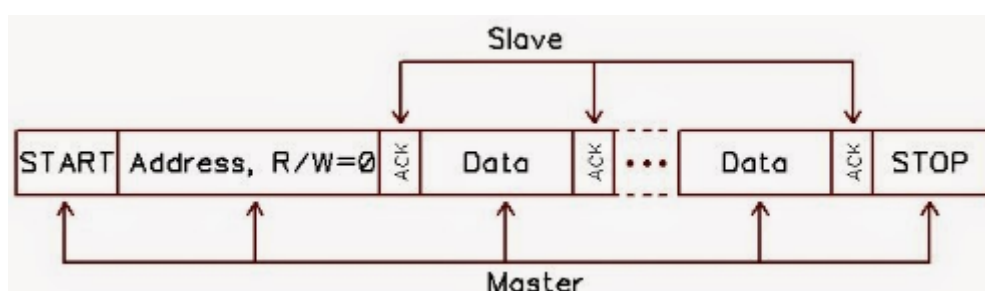 Slave
START Address, R/W=0 ACK Data ACK ... Data ACK STOP
Master